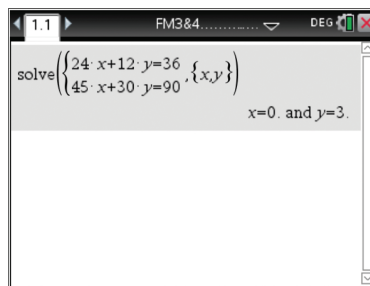 1.1 FM3&4............... DEG
solve({24·x+12·y=36
45·x+30·y=90 ,{x,y})
x=0. and y=3.